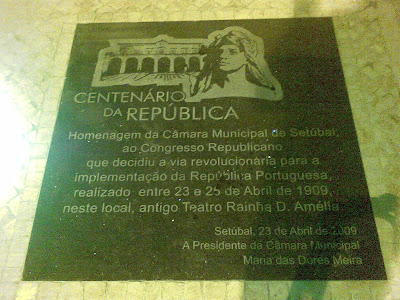 CENTENÁRIO
DA REPÚBLICA
Homenagem da Câmara Municipal de Setúbal,
ao Congresso Republicano
que decidiu a via revolucionária para a
implementação da República Portuguesa,
realizado entre 23 e 25 de Abril de 1909,
neste local, antigo Teatro Rainha D. Amélia.
Setúbal, 23 de Abril de 2009
A Presidente da Câmara Municipal
Maria das Dores Meira